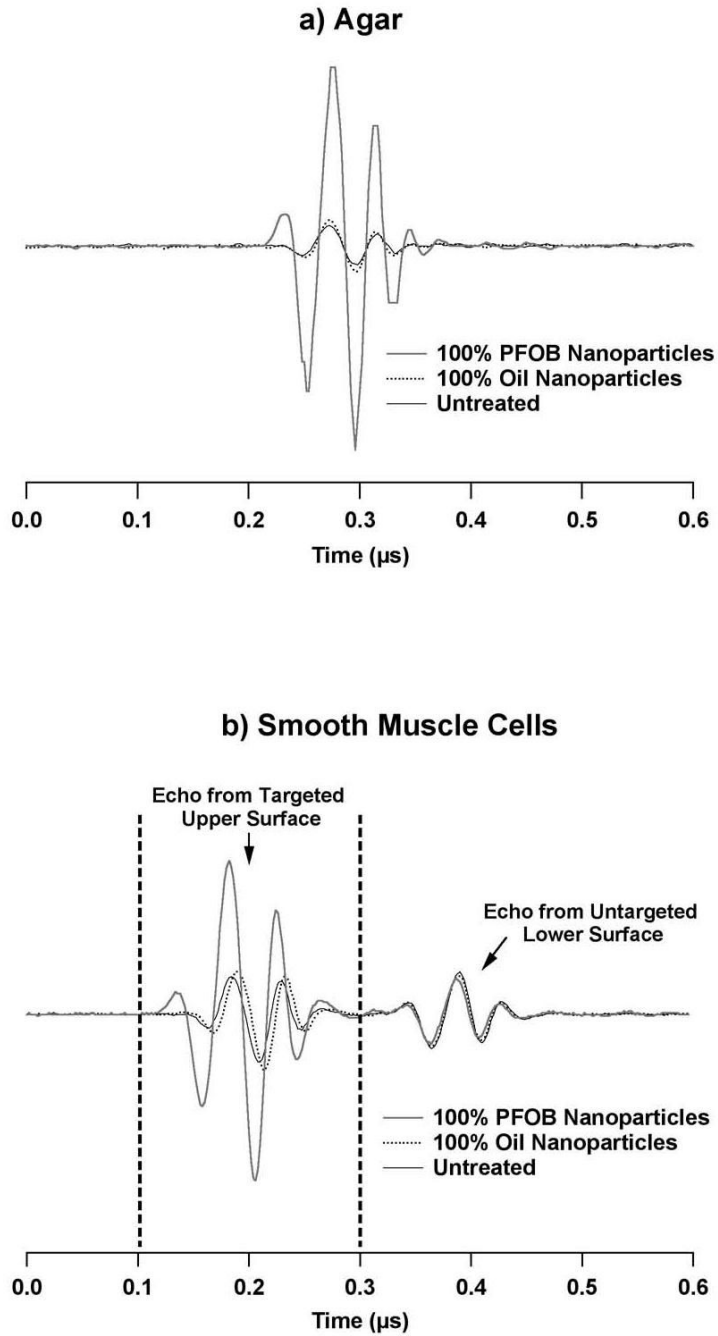 a) Agar
100% PFOB Nanoparticles
100% Oil Nanoparticles
Untreated
0.0 0.1 0.2 0.3 0.4 0.5 0.6
Time (µs)
b) Smooth Muscle Cells
Echo from Targeted
Upper Surface
Echo from Untargeted
Lower Surface
100% PFOB Nanoparticles
100% Oil Nanoparticles
Untreated
0.0 0.1 0.2 0.3 0.4 0.5 0.6
Time (µs)